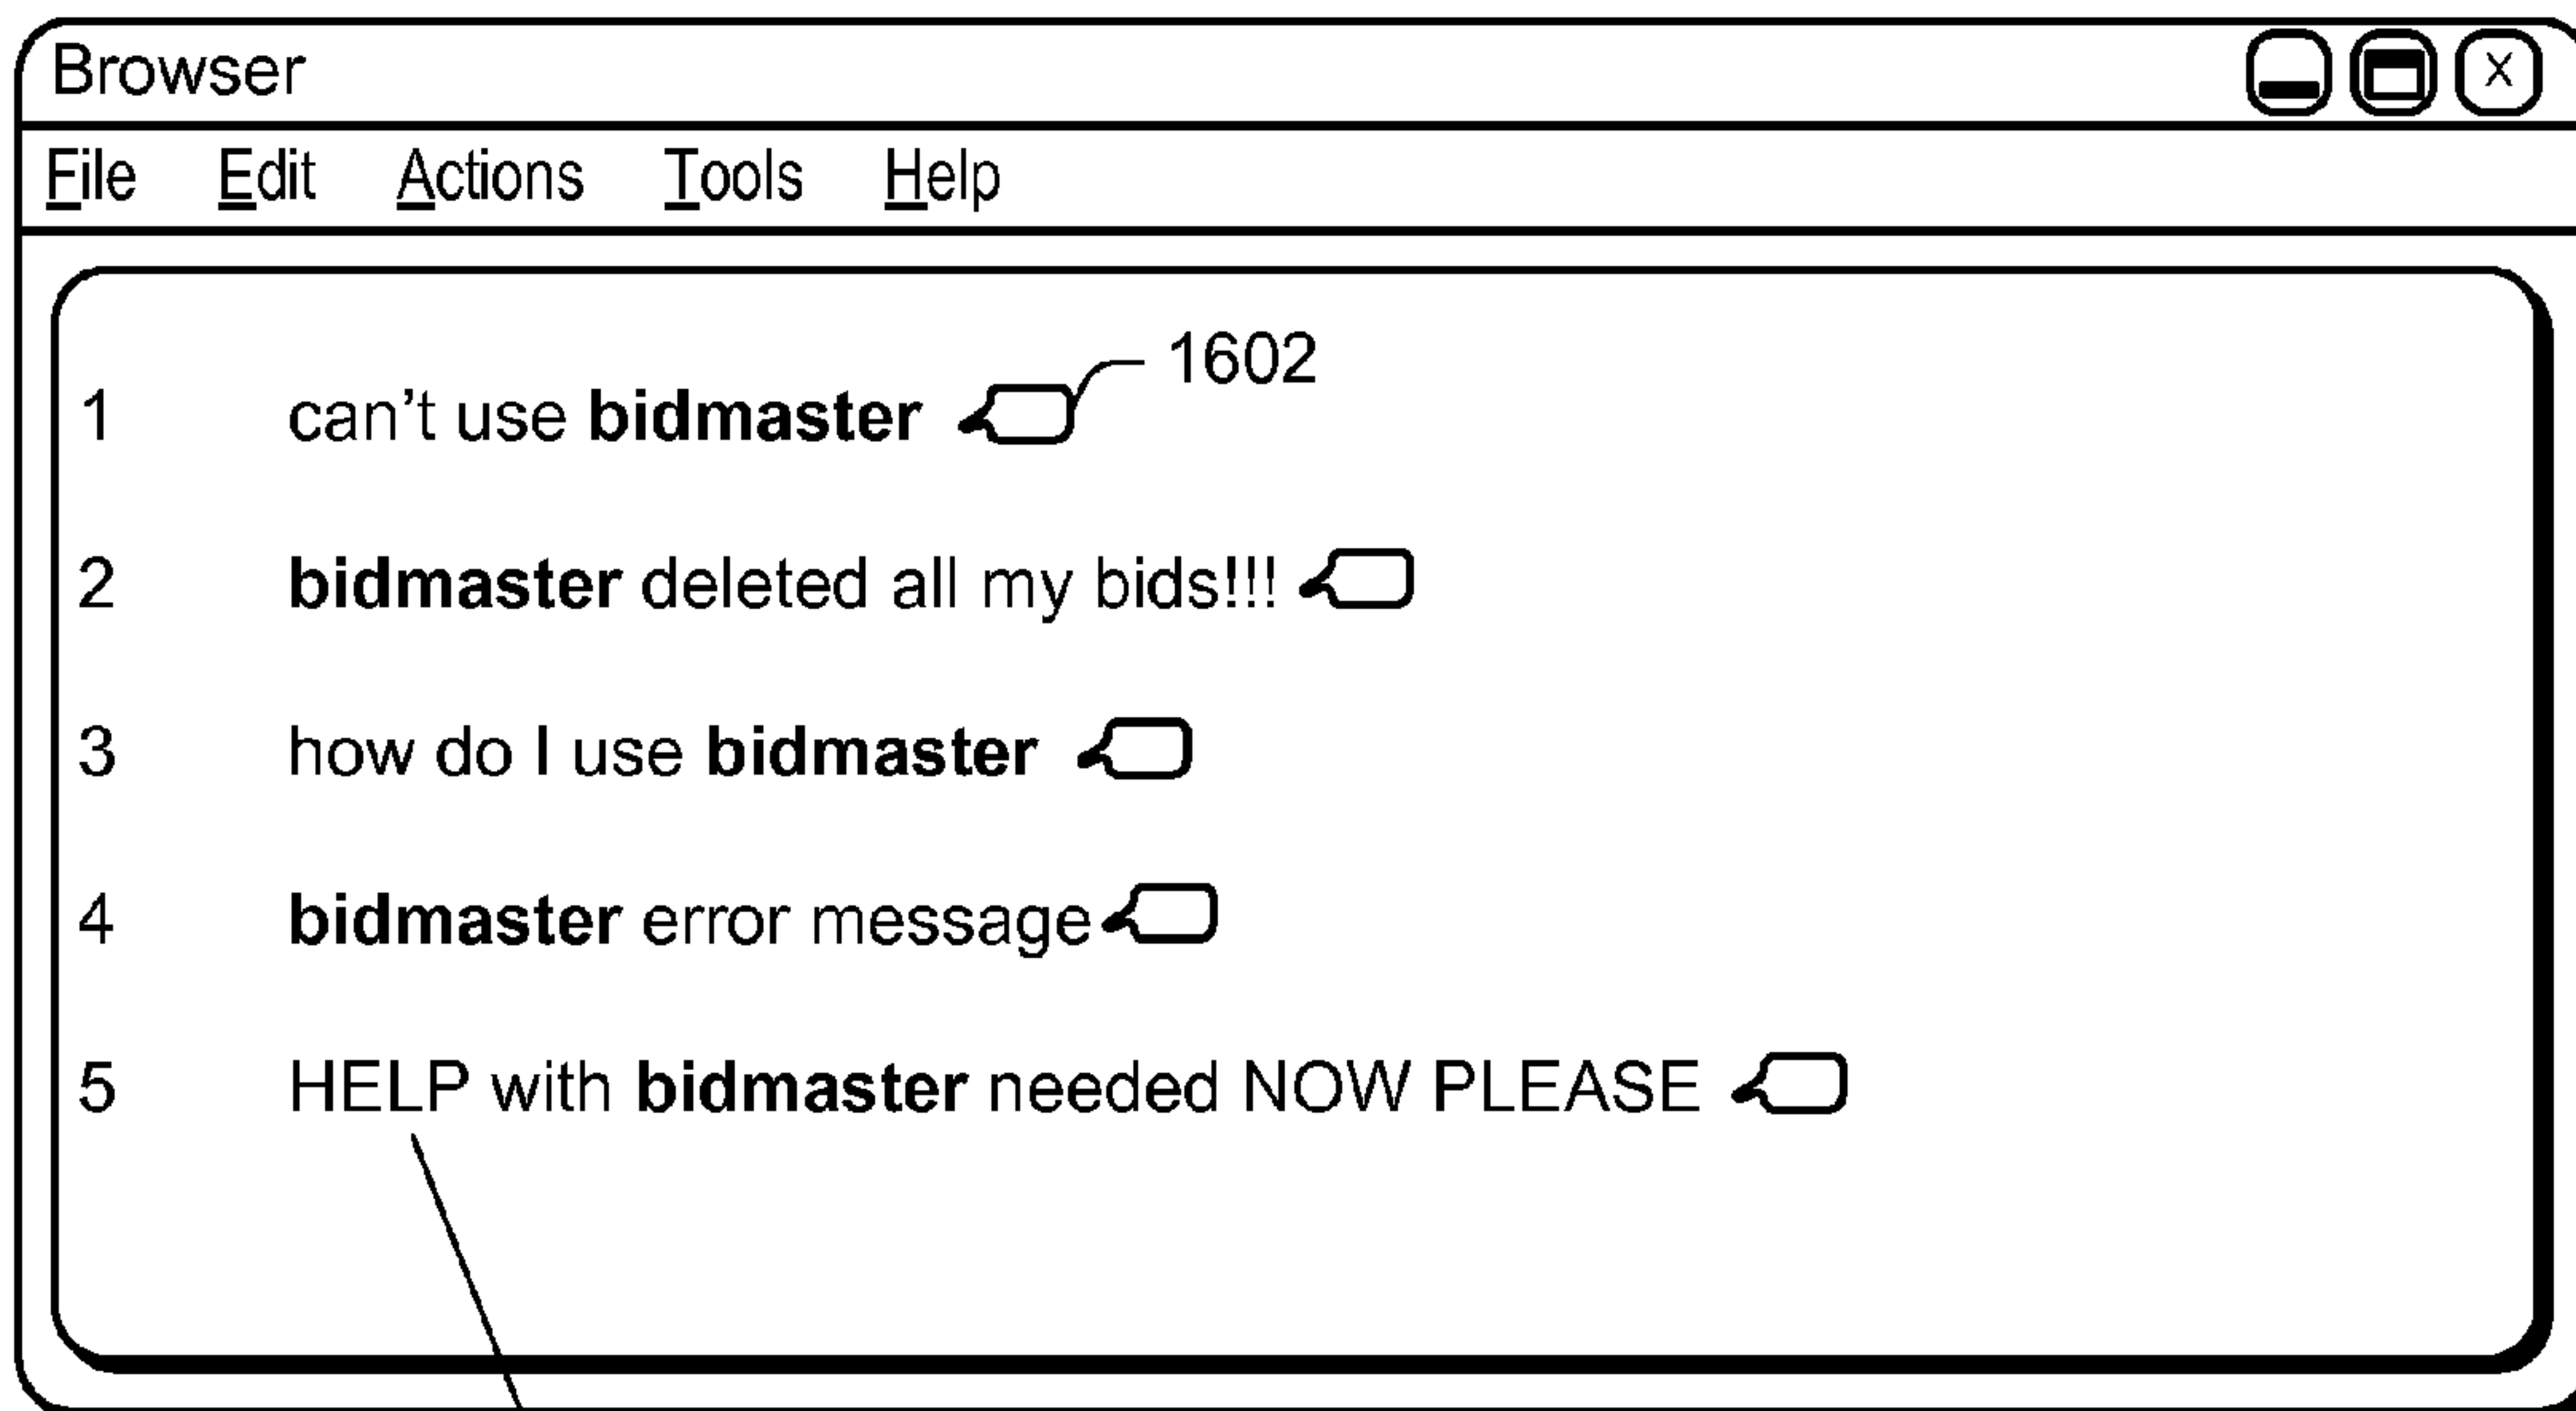 Browser X
File Edit Actions Tools Help
1602
1 can't use bidmaster
2 bidmaster deleted all my bids!!!
3 how do I use bidmaster
4 bidmaster error message
5 HELP with bidmaster needed NOW PLEASE